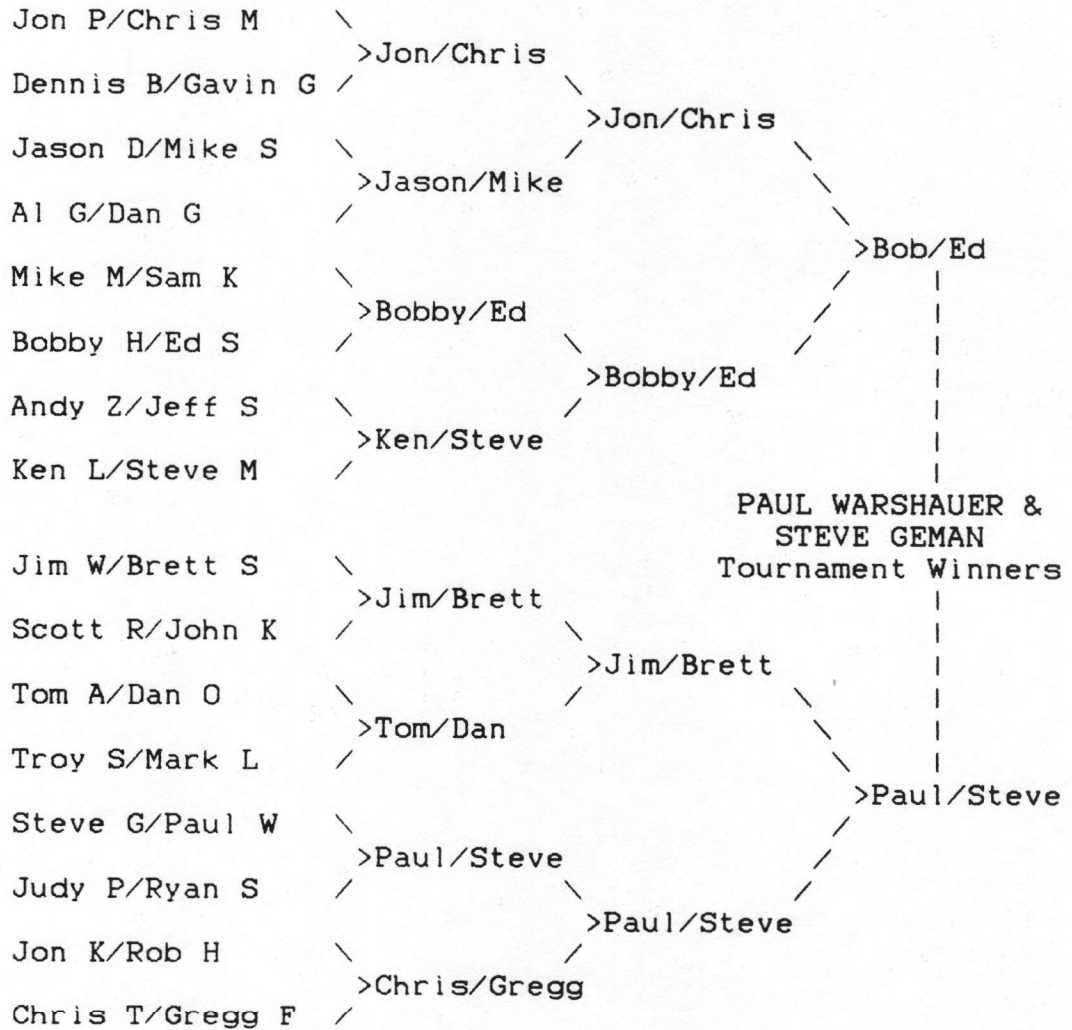 Jon P/Chris M
>Jon/Chris
Dennis B/Gavin G
>Jon/Chris
Jason D/Mike S
>Jason/Mike
Al G/Dan G
>Bob/Ed
Mike M/Sam K
>Bobby/Ed
Bobby H/Ed S
>Bobby/Ed
Andy Z/Jeff S
>Ken/Steve
Ken L/Steve M
PAUL WARSHAUER &
STEVE GEMAN
Tournament Winners
Jim W/Brett S
>Jim/Brett
Scott R/John K
>Jim/Brett
Tom A/Dan O
>Tom/Dan
Troy S/Mark L
>Paul/Steve
Steve G/Paul W
>Paul/Steve
Judy P/Ryan S
>Paul/Steve
Jon K/Rob H
>Chris/Gregg
Chris T/Gregg F